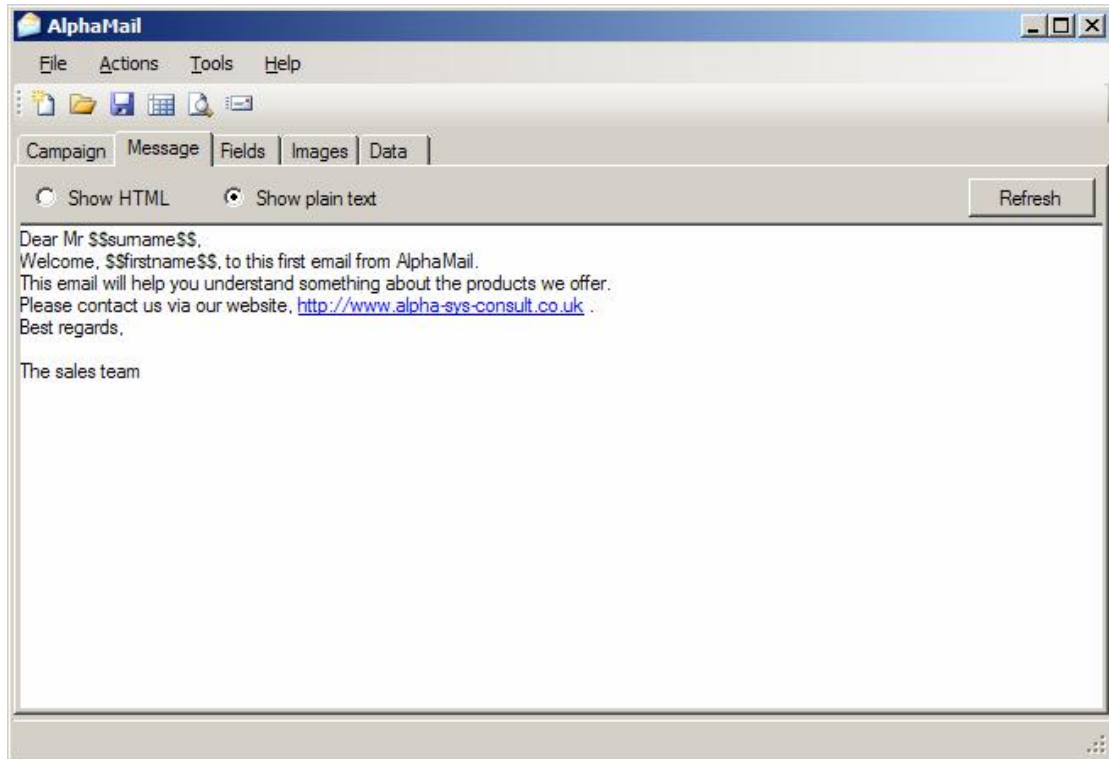 AlphaMail
File Actions Tools Help
Campaign Message Fields Images Data
Show HTML Show plain text Refresh
Dear Mr $$surname$$,
Welcome, $$firstname$$, to this first email from AlphaMail.
This email will help you understand something about the products we offer.
Please contact us via our website, http://www.alpha-sys-consult.co.uk .
Best regards,
The sales team